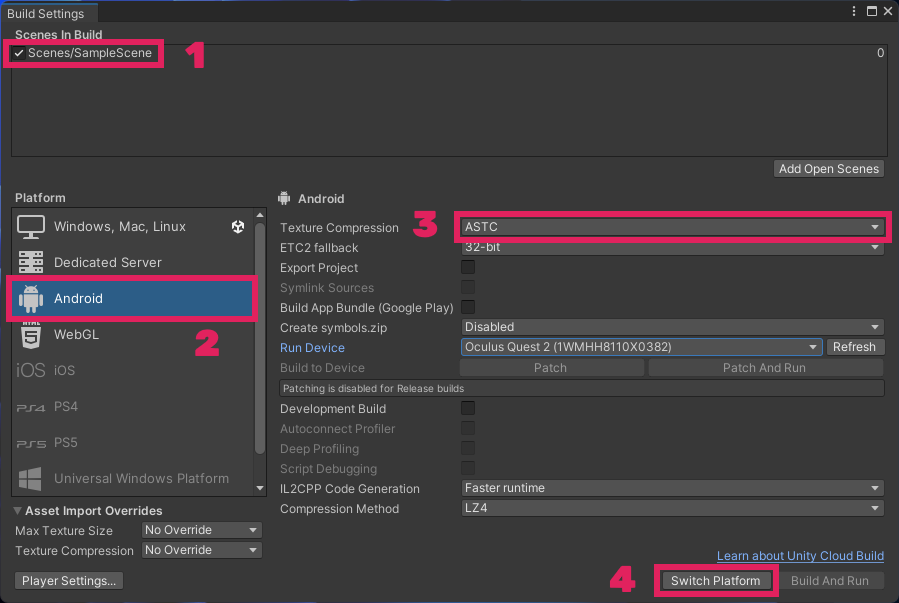 Build Settings
Scenes In Build
Scenes/SampleScene 0
1
Add Open Scenes
Platform
Windows, Mac, Linux
Dedicated Server
Android
2
HTML
5
WebGL
iOS iOS
PS4 PS4
PS5 PS5
Universal Windows Platform
Asset Import Overrides
Max Texture Size No Override
Texture Compression No Override
Player Settings...
Android
Texture Compression 3 ASTC
ETC2 fallback 32-bit
Export Project
Symlink Sources
Build App Bundle (Google Play)
Create symbols.zip Disabled
Run Device Oculus Quest 2 (1WMHH8110X0382) Refresh
Build to Device Patch Patch And Run
Patching is disabled for Release builds
Development Build
Autoconnect Profiler
Deep Profiling
Script Debugging
IL2CPP Code Generation Faster runtime
Compression Method LZ4
Learn about Unity Cloud Build
4 Switch Platform Build And Run